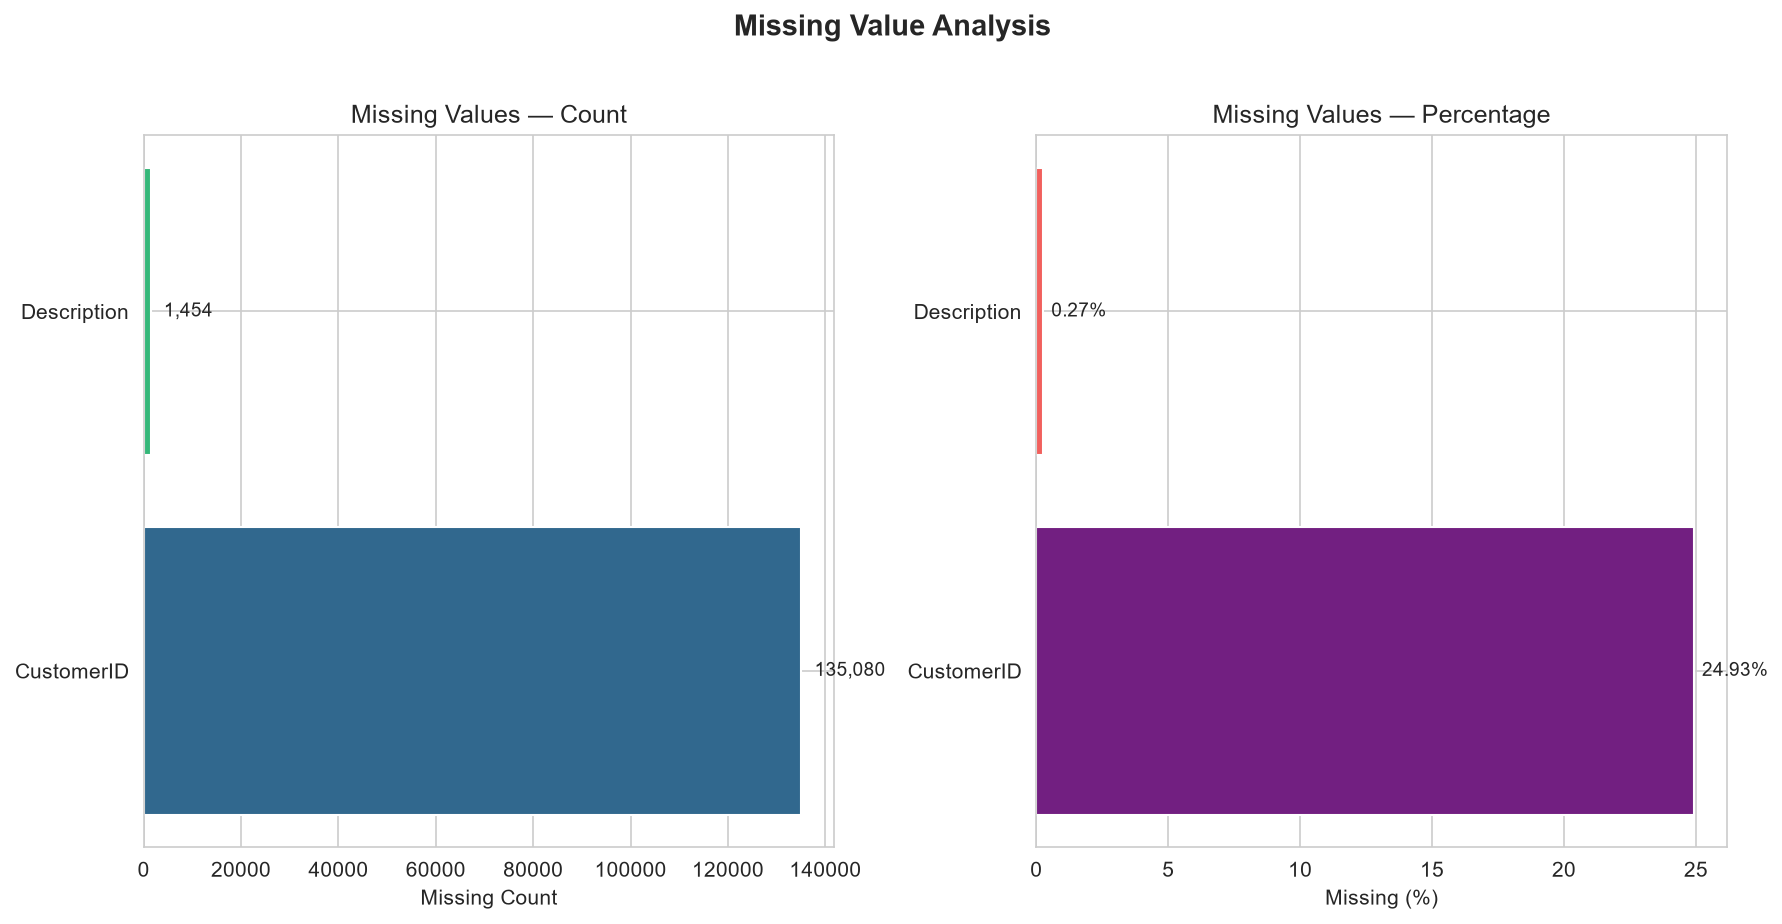 Missing Value Analysis
Missing Values — Count
Description
1,454
CustomerID
135,080
0 20000 40000 60000 80000 100000 120000 140000
Missing Count
Missing Values — Percentage
Description
0.27%
CustomerID
24.93%
0 5 10 15 20 25
Missing (%)